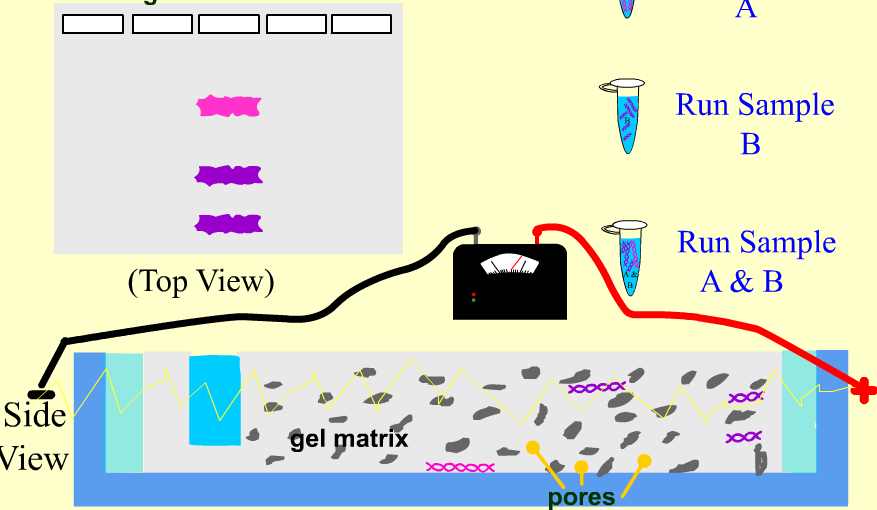 A
Run Sample
B
Run Sample
A & B
(Top View)
Side
View
gel matrix
pores